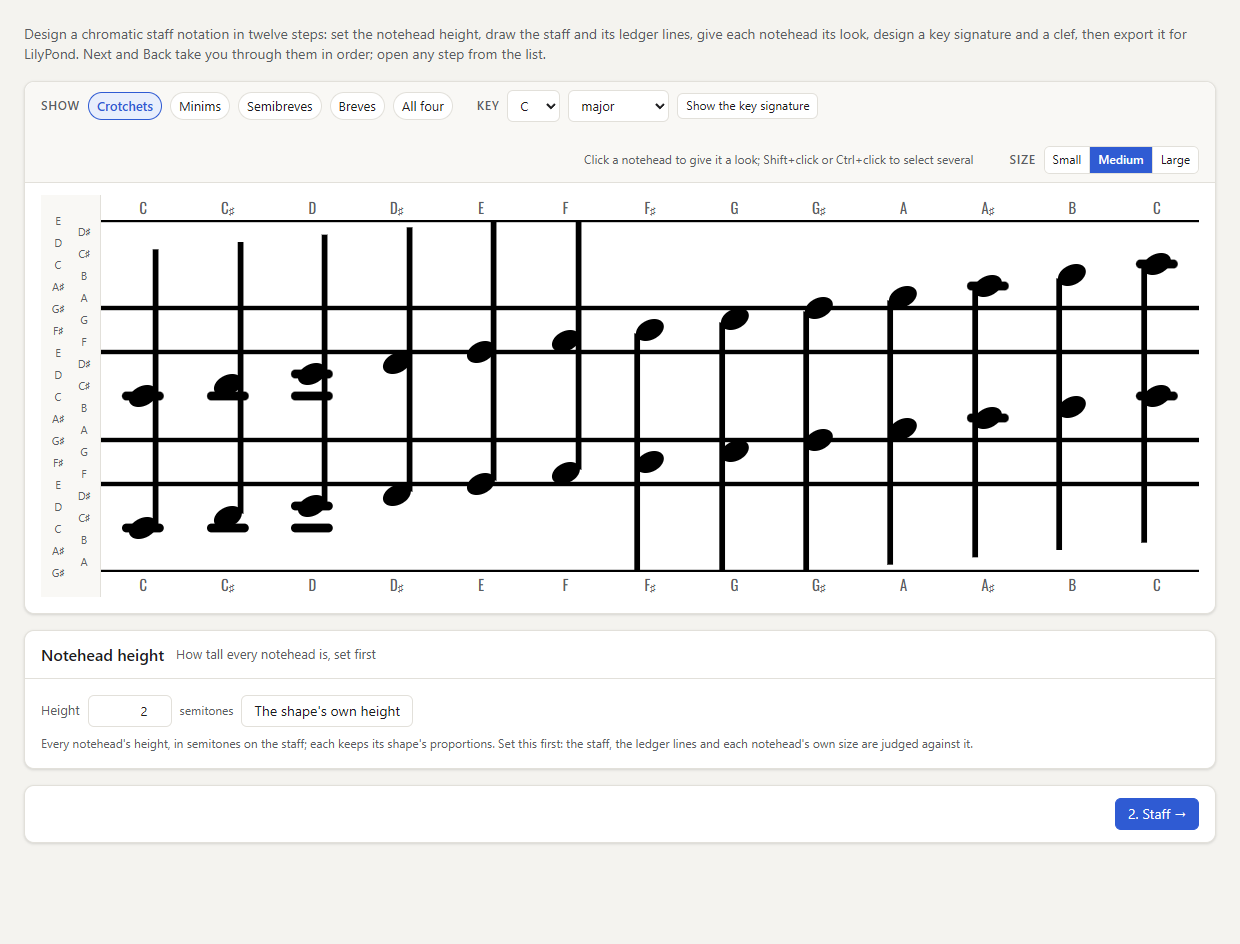 Design a chromatic staff notation in twelve steps: set the notehead height, draw the staff and its ledger lines, give each notehead its look, design a key signature and a clef, then export it for
LilyPond. Next and Back take you through them in order; open any step from the list.
SHOW Crotchets Minims Semibreves Breves All four KEY C major Show the key signature
Click a notehead to give it a look; Shift+click or Ctrl+click to select several SIZE Small Medium Large
C C♯ D D♯ E F F♯ G G♯ A A♯ B C
E
D♯
D
C♯
C
B
A♯
A
G♯
G
F♯
F
E
D♯
D
C♯
C
B
A♯
A
G♯
G
F♯
F
E
D♯
D
C♯
C
B
A♯
A
G♯
C C♯ D D♯ E F F♯ G G♯ A A♯ B C
Notehead height How tall every notehead is, set first
Height 2 semitones The shape's own height
Every notehead's height, in semitones on the staff; each keeps its shape's proportions. Set this first: the staff, the ledger lines and each notehead's own size are judged against it.
2. Staff →